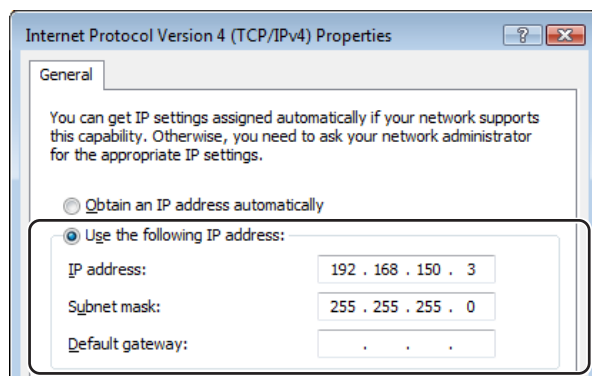 Internet Protocol Version 4 (TCP/IPv4) Properties
General
You can get IP settings assigned automatically if your network supports
this capability. Otherwise, you need to ask your network administrator
for the appropriate IP settings.
Obtain an IP address automatically
Use the following IP address:
IP address: 192 . 168 . 150 . 3
Subnet mask: 255 . 255 . 255 . 0
Default gateway: . . .